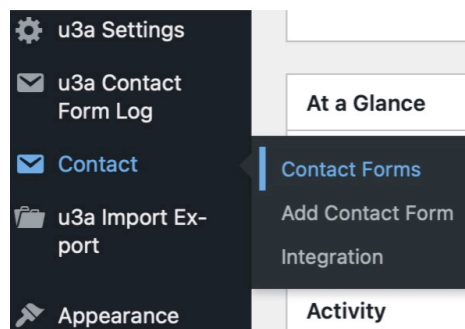 u3a Settings
u3a Contact
Form Log
Contact
u3a Import Ex-
port
Appearance
At a Glance
Contact Forms
Add Contact Form
Integration
Activity